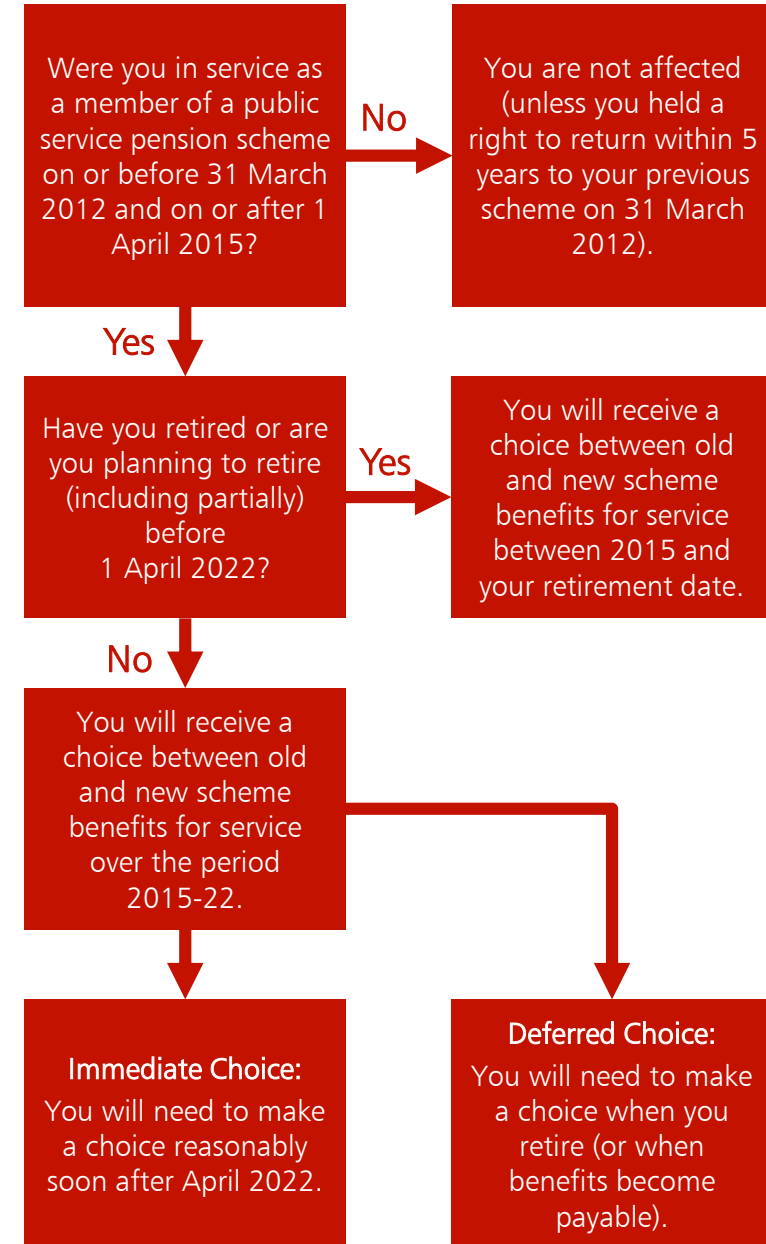 Were you in service as
a member of a public
service pension scheme
on or before 31 March
2012 and on or after 1
April 2015?
No
You are not affected
(unless you held a
right to return within 5
years to your previous
scheme on 31 March
2012).
Yes
Have you retired or are
you planning to retire
(including partially)
before
1 April 2022?
Yes
You will receive a
choice between old
and new scheme
benefits for service
between 2015 and
your retirement date.
No
You will receive a
choice between old
and new scheme
benefits for service
over the period
2015-22.
Immediate Choice:
You will need to make
a choice reasonably
soon after April 2022.
Deferred Choice:
You will need to make
a choice when you
retire (or when
benefits become
payable).